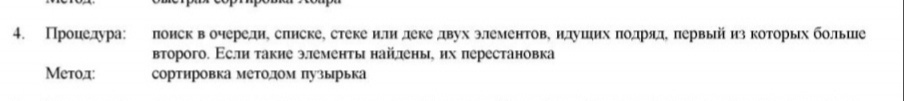 4. Процедура: поиск в очереди, списке, стеке или деке двух элементов, идущих подряд, первый из которых больше
второго. Если такие элементы найдены, их перестановка
Метод: сортировка методом пузырька